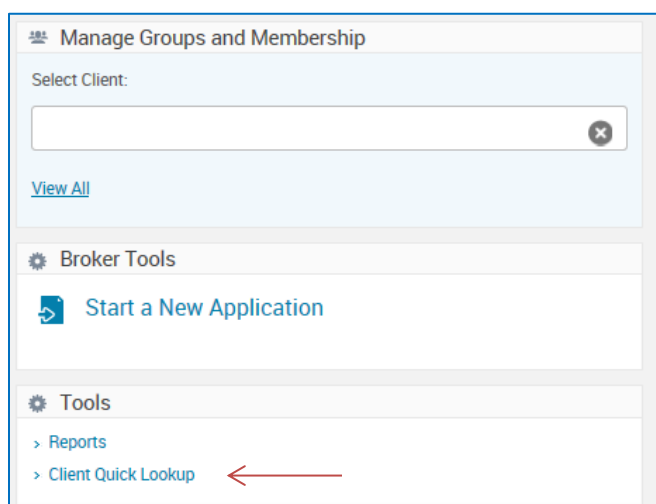 Manage Groups and Membership
Select Client:
View All
Broker Tools
Start a New Application
Tools
Reports
Client Quick Lookup